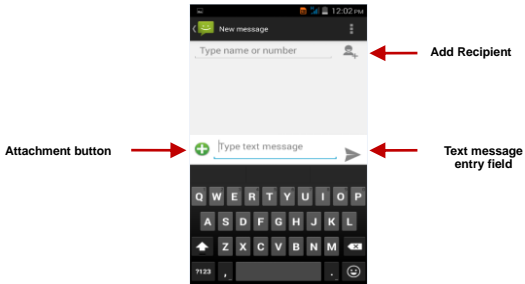 12:02 PM
New message
Type name or number
Add Recipient
Attachment button
Type text message
Text message
entry field
Q W E R T Y U I O P
A S D F G H J K L
Z X C V B N M
?123 , .